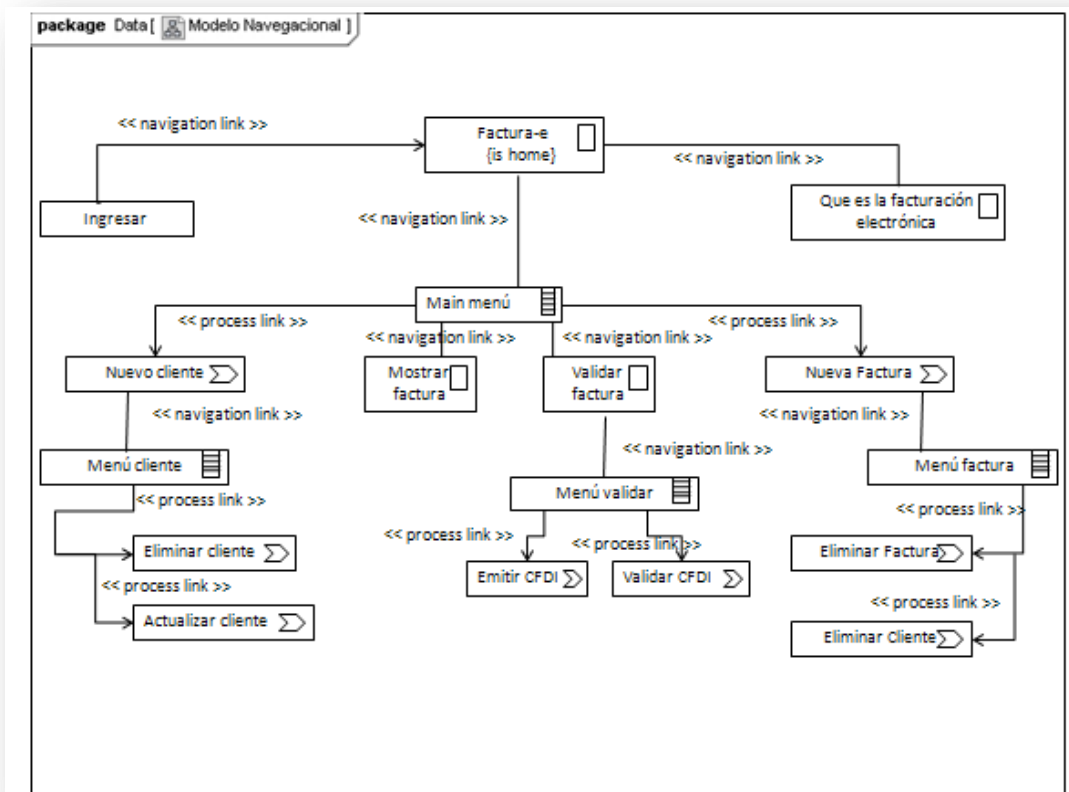 package Data [ Modelo Navegacional ]
<< navigation link >>
Factura-e
{is home}
<< navigation link >>
Ingresar
<< navigation link >>
Que es la facturación
electrónica
Main menú
<< process link >>
<< navigation link >>
<< navigation link >>
<< process link >>
Nuevo cliente
Mostrar
factura
Validar
factura
Nueva Factura
<< navigation link >>
<< navigation link >>
<< navigation link >>
Menú cliente
Menú validar
Menú factura
<< process link >>
<< process link >>
<< process link >>
<< process link >>
Eliminar cliente
Emitir CFDI
Validar CFDI
Eliminar Factura
<< process link >>
<< process link >>
Actualizar cliente
Eliminar Cliente